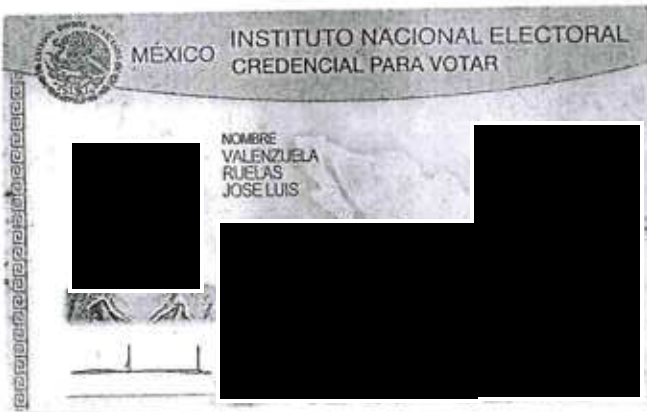 MÉXICO
INSTITUTO NACIONAL ELECTORAL
CREDENCIAL PARA VOTAR
NOMBRE
VALENZUELA
RUELAS
JOSE LUIS